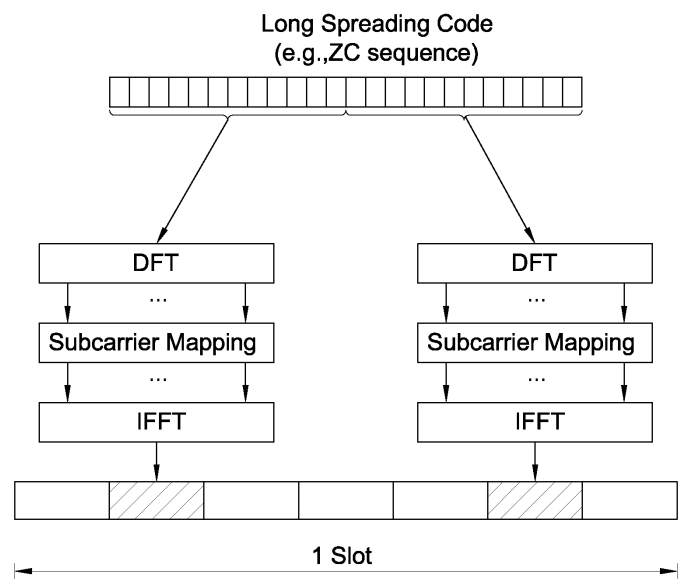 Long Spreading Code
(e.g.,ZC sequence)
DFT
DFT
...
...
Subcarrier Mapping
Subcarrier Mapping
...
...
IFFT
IFFT
1 Slot